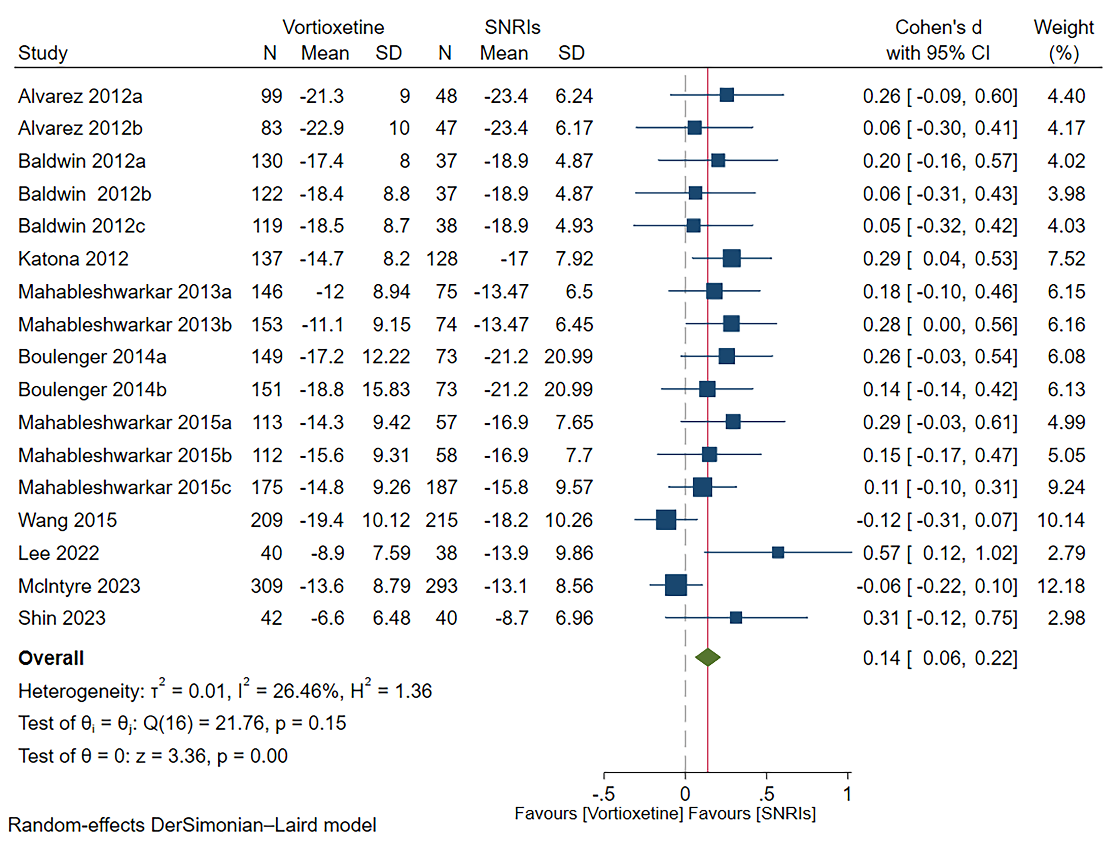 Vortioxetine SNRIs Cohen's d Weight
Study N Mean SD N Mean SD with 95% CI (%)
Alvarez 2012a 99 -21.3 9 48 -23.4 6.24 0.26 [ -0.09, 0.60] 4.40
Alvarez 2012b 83 -22.9 10 47 -23.4 6.17 0.06 [ -0.30, 0.41] 4.17
Baldwin 2012a 130 -17.4 8 37 -18.9 4.87 0.20 [ -0.16, 0.57] 4.02
Baldwin 2012b 122 -18.4 8.8 37 -18.9 4.87 0.06 [ -0.31, 0.43] 3.98
Baldwin 2012c 119 -18.5 8.7 38 -18.9 4.93 0.05 [ -0.32, 0.42] 4.03
Katona 2012 137 -14.7 8.2 128 -17 7.92 0.29 [ 0.04, 0.53] 7.52
Mahableshwarkar 2013a 146 -12 8.94 75 -13.47 6.5 0.18 [ -0.10, 0.46] 6.15
Mahableshwarkar 2013b 153 -11.1 9.15 74 -13.47 6.45 0.28 [ 0.00, 0.56] 6.16
Boulenger 2014a 149 -17.2 12.22 73 -21.2 20.99 0.26 [ -0.03, 0.54] 6.08
Boulenger 2014b 151 -18.8 15.83 73 -21.2 20.99 0.14 [ -0.14, 0.42] 6.13
Mahableshwarkar 2015a 113 -14.3 9.42 57 -16.9 7.65 0.29 [ -0.03, 0.61] 4.99
Mahableshwarkar 2015b 112 -15.6 9.31 58 -16.9 7.7 0.15 [ -0.17, 0.47] 5.05
Mahableshwarkar 2015c 175 -14.8 9.26 187 -15.8 9.57 0.11 [ -0.10, 0.31] 9.24
Wang 2015 209 -19.4 10.12 215 -18.2 10.26 -0.12 [ -0.31, 0.07] 10.14
Lee 2022 40 -8.9 7.59 38 -13.9 9.86 0.57 [ 0.12, 1.02] 2.79
McIntyre 2023 309 -13.6 8.79 293 -13.1 8.56 -0.06 [ -0.22, 0.10] 12.18
Shin 2023 42 -6.6 6.48 40 -8.7 6.96 0.31 [ -0.12, 0.75] 2.98
Overall 0.14 [ 0.06, 0.22]
Heterogeneity: τ² = 0.01, I² = 26.46%, H² = 1.36
Test of θᵢ = θⱼ: Q(16) = 21.76, p = 0.15
Test of θ = 0: z = 3.36, p = 0.00
-.5 0 .5 1
Favours [Vortioxetine] Favours [SNRIs]
Random-effects DerSimonian–Laird model